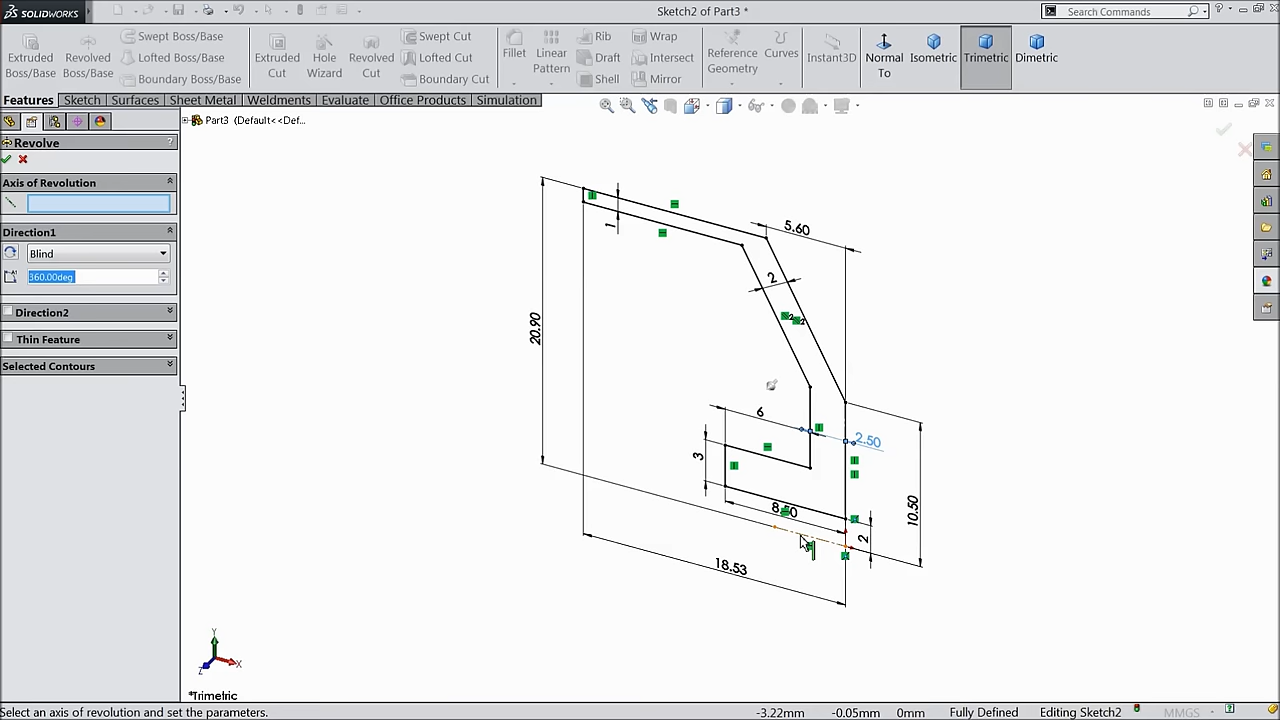 SOLIDWORKS
Sketch2 of Part3 *
Search Commands
Extruded Boss/Base
Revolved Boss/Base
Swept Boss/Base
Lofted Boss/Base
Boundary Boss/Base
Extruded Cut
Hole Wizard
Revolved Cut
Swept Cut
Lofted Cut
Boundary Cut
Fillet
Linear Pattern
Rib
Draft
Shell
Wrap
Intersect
Mirror
Reference Geometry
Curves
Instant3D
Normal To
Isometric
Trimetric
Dimetric
Features Sketch Surfaces Sheet Metal Weldments Evaluate Office Products Simulation
Part3 (Default<<Def...
Revolve
Axis of Revolution
Direction1
Blind
360.00deg
Direction2
Thin Feature
Selected Contours
1
5.60
2
20.90
6
2.50
3
8.50
10.50
2
18.53
Y
X
Z
*Trimetric
Select an axis of revolution and set the parameters.
-3.22mm -0.05mm 0mm Fully Defined Editing Sketch2 MMGS